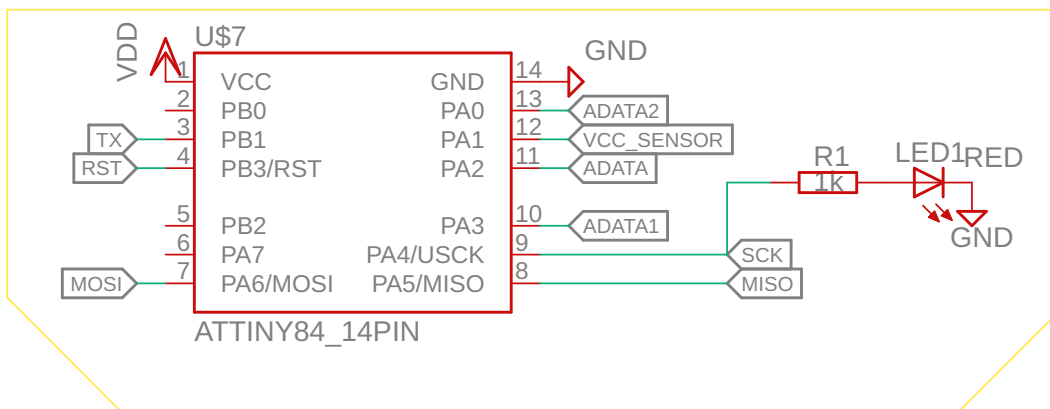 VDD
U$7
GND
1 VCC GND 14
2 PB0 PA0 13 ADATA2
TX 3 PB1 PA1 12 VCC_SENSOR
RST 4 PB3/RST PA2 11 ADATA
R1
1k
LED1 RED
5 PB2 PA3 10 ADATA1
GND
6 PA7 PA4/USCK 9 SCK
MOSI 7 PA6/MOSI PA5/MISO 8 MISO
ATTINY84_14PIN